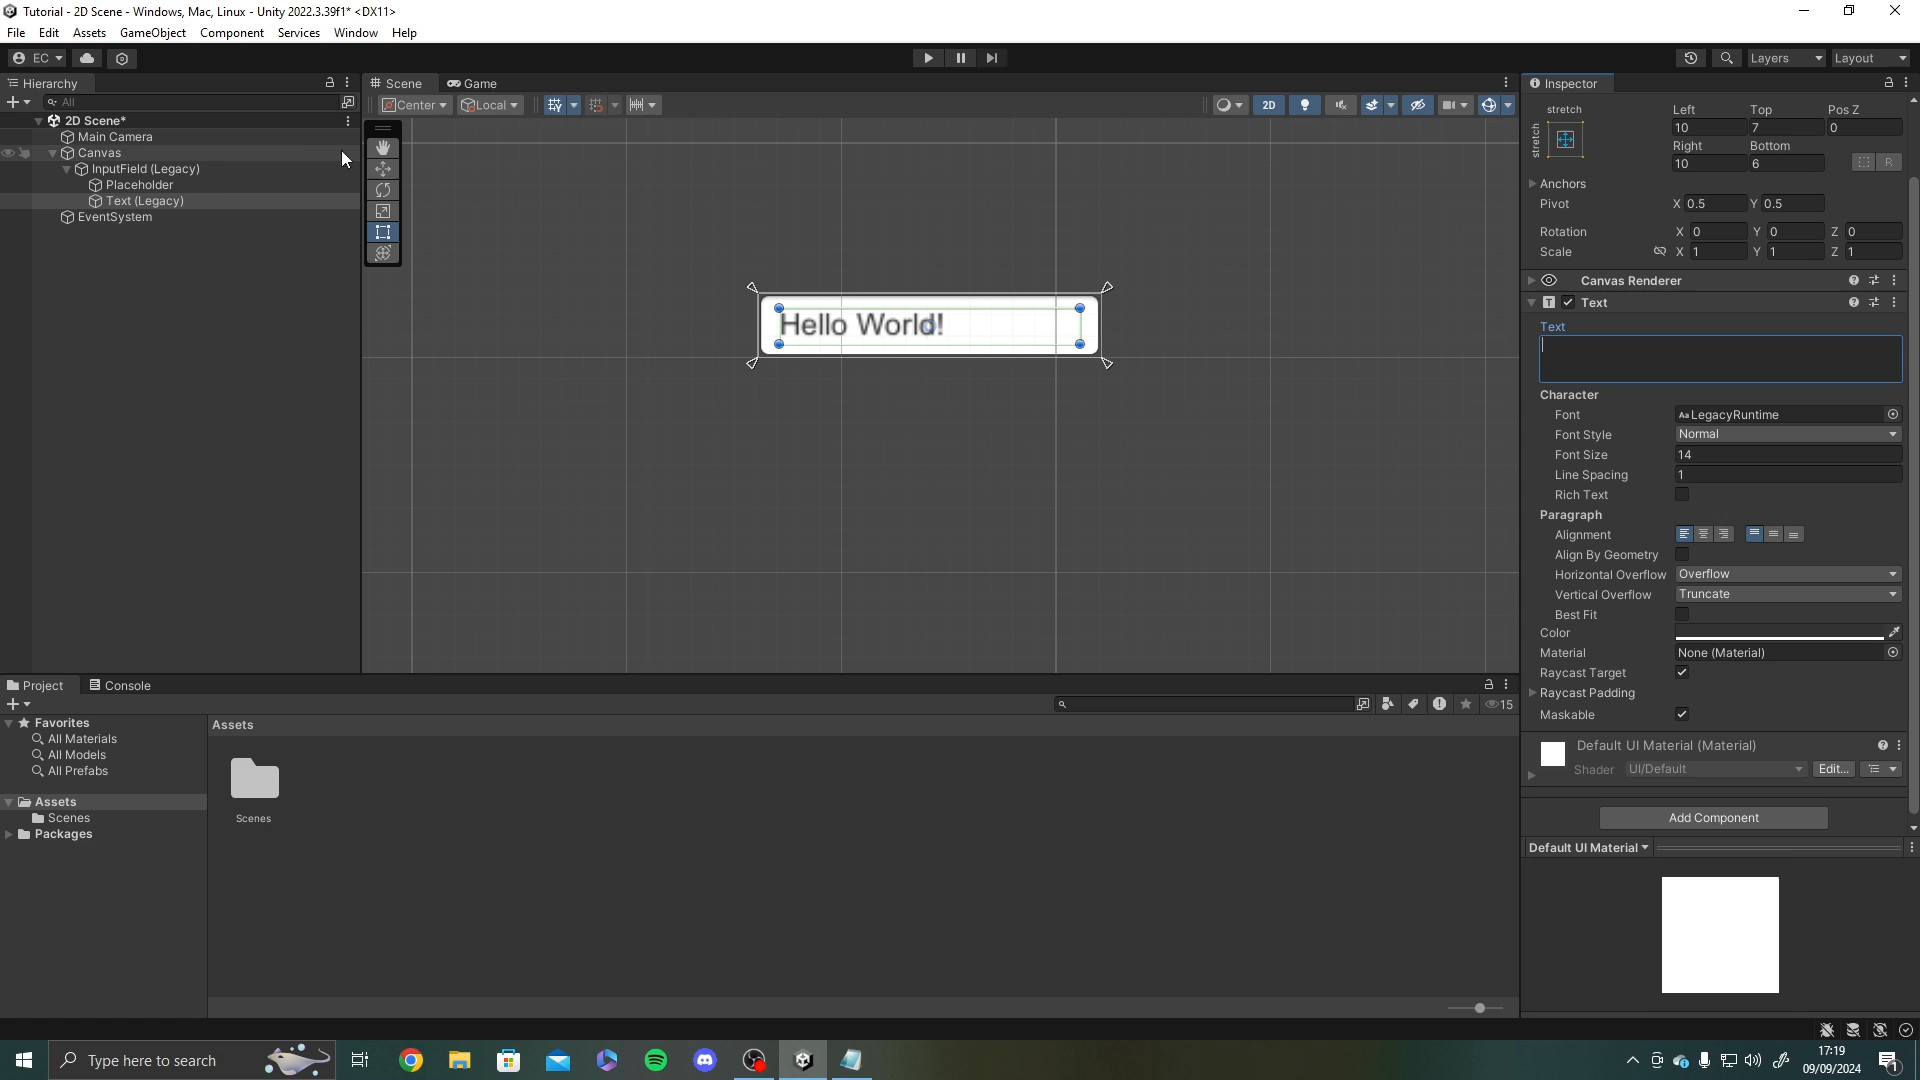 Tutorial - 2D Scene - Windows, Mac, Linux - Unity 2022.3.39f1* <DX11>
File Edit Assets GameObject Component Services Window Help
EC Layers Layout
Hierarchy Scene Game Inspector
All Center Local 2D
2D Scene*
Main Camera
Canvas
InputField (Legacy)
Placeholder
Text (Legacy)
EventSystem
Hello World!
stretch Left Top Pos Z
stretch 10 7 0
Right Bottom
10 6 R
Anchors
Pivot X 0.5 Y 0.5
Rotation X 0 Y 0 Z 0
Scale X 1 Y 1 Z 1
Canvas Renderer
Text
Text
Character
Font Aa LegacyRuntime
Font Style Normal
Font Size 14
Line Spacing 1
Rich Text
Paragraph
Alignment
Align By Geometry
Horizontal Overflow Overflow
Vertical Overflow Truncate
Best Fit
Color
Material None (Material)
Raycast Target
Raycast Padding
Maskable
Default UI Material (Material)
Shader UI/Default Edit...
Add Component
Default UI Material
Project Console
15
Favorites
All Materials
All Models
All Prefabs
Assets
Scenes
Packages
Assets
Scenes
Type here to search
17:19
09/09/2024
1